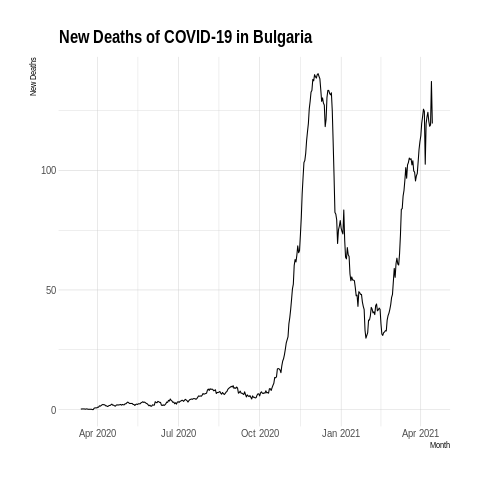 New Deaths of COVID-19 in Bulgaria
New Deaths
100
50
0
Apr 2020 Jul 2020 Oct 2020 Jan 2021 Apr 2021
Month